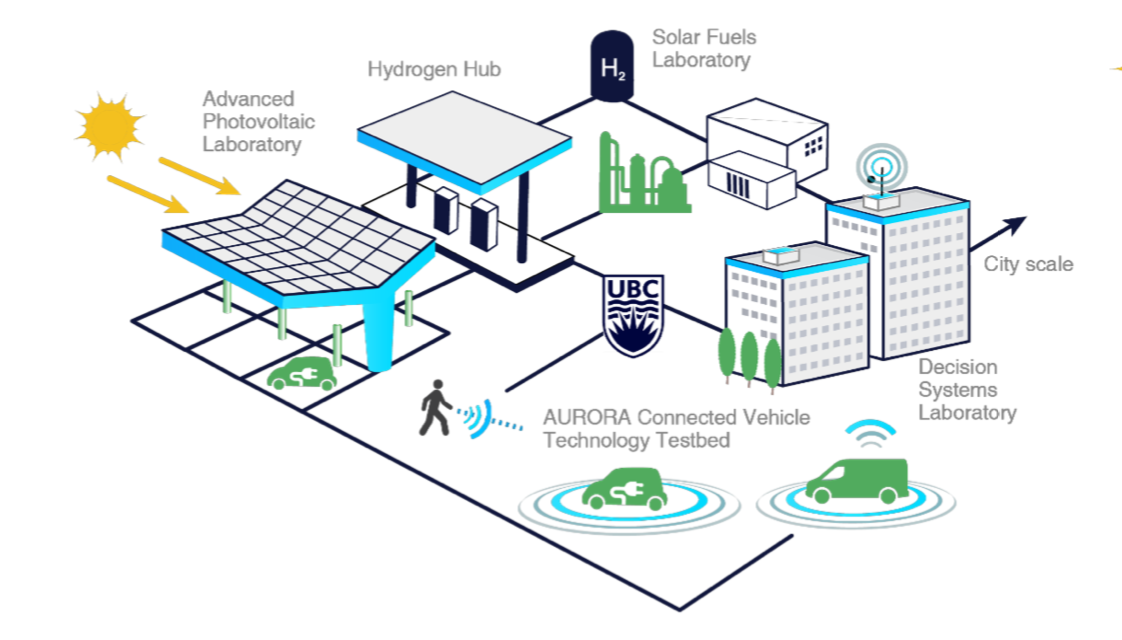 Solar Fuels
Laboratory
H₂
Hydrogen Hub
Advanced
Photovoltaic
Laboratory
City scale
UBC
Decision
Systems
Laboratory
AURORA Connected Vehicle
Technology Testbed